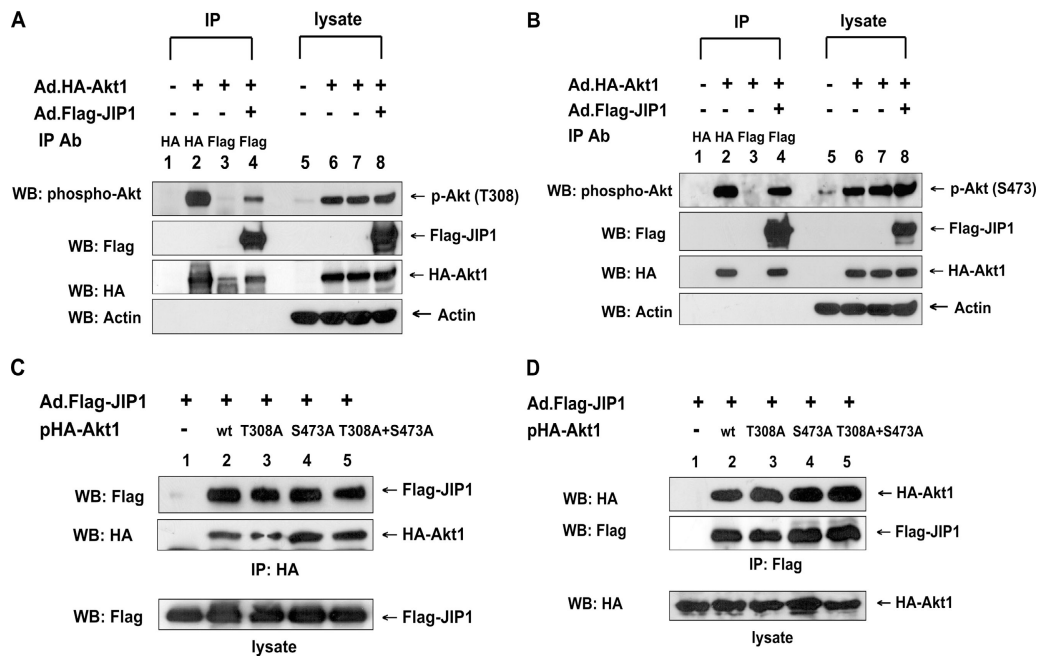 A
IP lysate
Ad.HA-Akt1 - + + + - + + +
Ad.Flag-JIP1 - - - + - - - +
IP Ab HA HA Flag Flag
1 2 3 4 5 6 7 8
WB: phospho-Akt ← p-Akt (T308)
WB: Flag ← Flag-JIP1
WB: HA ← HA-Akt1
WB: Actin ← Actin
B
IP lysate
Ad.HA-Akt1 - + + + - + + +
Ad.Flag-JIP1 - - - + - - - +
IP Ab HA HA Flag Flag
1 2 3 4 5 6 7 8
WB: phospho-Akt ← p-Akt (S473)
WB: Flag ← Flag-JIP1
WB: HA ← HA-Akt1
WB: Actin ← Actin
C
Ad.Flag-JIP1 + + + + +
pHA-Akt1 - wt T308A S473A T308A+S473A
1 2 3 4 5
WB: Flag ← Flag-JIP1
WB: HA ← HA-Akt1
IP: HA
WB: Flag ← Flag-JIP1
lysate
D
Ad.Flag-JIP1 + + + + +
pHA-Akt1 - wt T308A S473A T308A+S473A
1 2 3 4 5
WB: HA ← HA-Akt1
WB: Flag ← Flag-JIP1
IP: Flag
WB: HA ← HA-Akt1
lysate